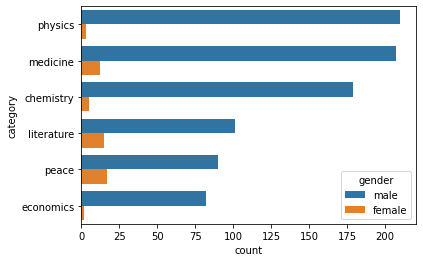 physics
medicine
chemistry
literature
peace
economics
category
0 25 50 75 100 125 150 175 200
count
gender
male
female